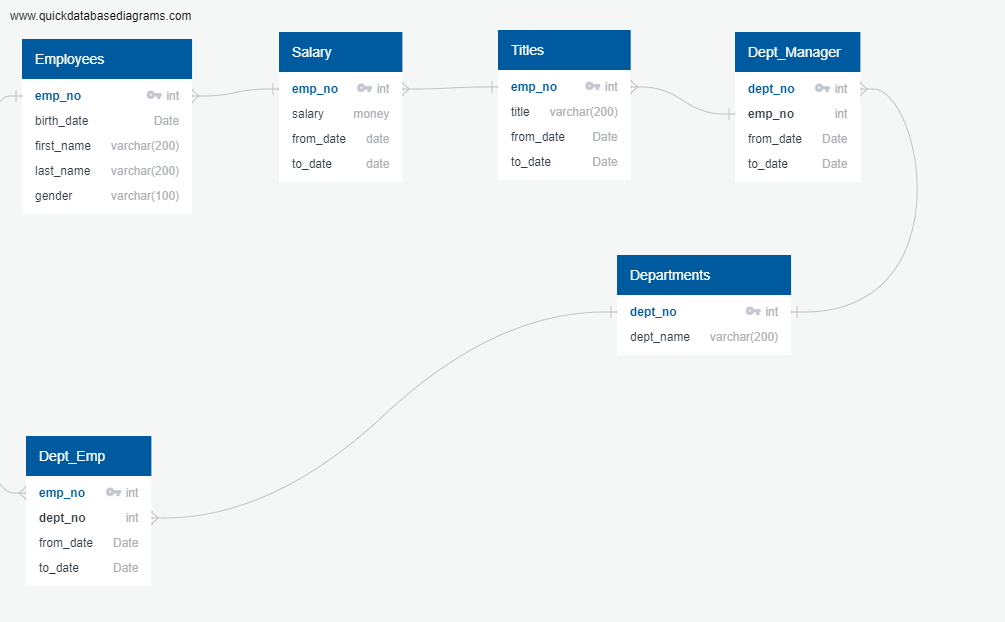 www.quickdatabasediagrams.com
Employees
emp_no int
birth_date Date
first_name varchar(200)
last_name varchar(200)
gender varchar(100)
Salary
emp_no int
salary money
from_date date
to_date date
Titles
emp_no int
title varchar(200)
from_date Date
to_date Date
Dept_Manager
dept_no int
emp_no int
from_date Date
to_date Date
Departments
dept_no int
dept_name varchar(200)
Dept_Emp
emp_no int
dept_no int
from_date Date
to_date Date